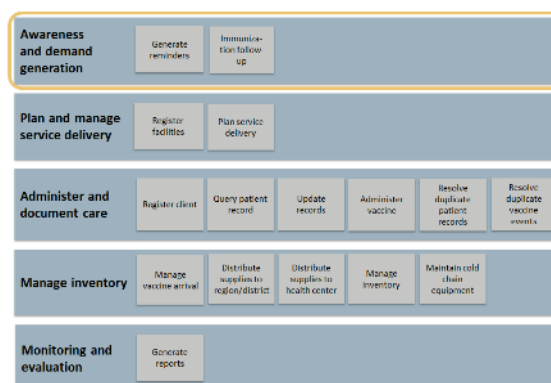 Awareness
and demand
generation
Generate
reminders
Immuniza-
tion follow
up
Plan and manage
service delivery
Register
facilities
Plan service
delivery
Administer and
document care
Register client
Query patient
record
Update
records
Administer
vaccine
Resolve
duplicate
patient
records
Resolve
duplicate
vaccine
events
Manage inventory
Manage
vaccine arrival
Distribute
supplies to
region/district
Distribute
supplies to
health center
Manage
Inventory
Maintain cold
chain
equipment
Monitoring and
evaluation
Generate
reports